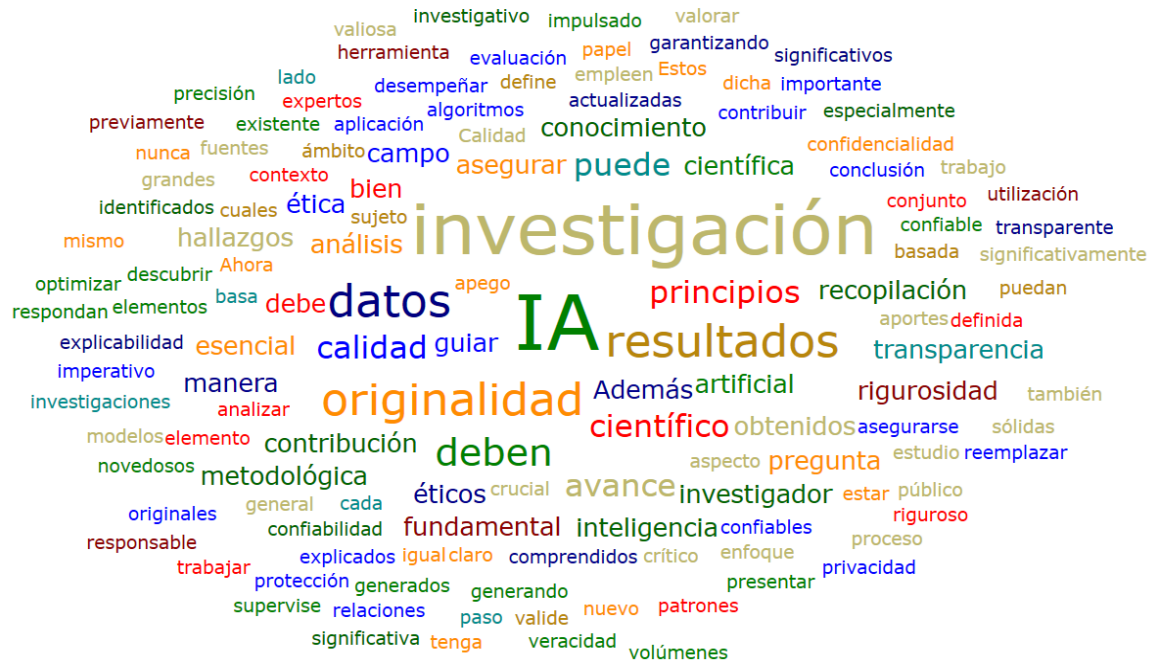 investigativo impulsado valorar
valiosa
herramienta evaluación papel garantizando significativos
lado desempeñar define empleen Estos dicha importante
precisión expertos algoritmos actualizadas contribuir especialmente
previamente existente aplicación Calidad conocimiento confidencialidad
nunca fuentes ámbito campo asegurar puede científica conclusión trabajo
grandes contexto bien conjunto utilización
identificados cuales ética sujeto investigación confiable transparente
mismo hallazgos análisis basada significativamente
optimizar descubrir Ahora apego principios recopilación puedan
respondan elementos basa debe datos IA aportes definida
explicabilidad esencial calidad guiar resultados transparencia
imperativo manera originalidad Además artificial rigurosidad también
investigaciones analizar científico obtenidos asegurarse sólidas
modelos elemento contribución deben aspecto pregunta estudio reemplazar
novedosos metodológica éticos crucial avance investigador estar público
originales general cada riguroso
responsable confiabilidad fundamental inteligencia confiables proceso
trabajar explicados igual claro comprendidos crítico enfoque privacidad
protección generados generando presentar
supervise relaciones paso valide nuevo patrones
significativa tenga veracidad volúmenes